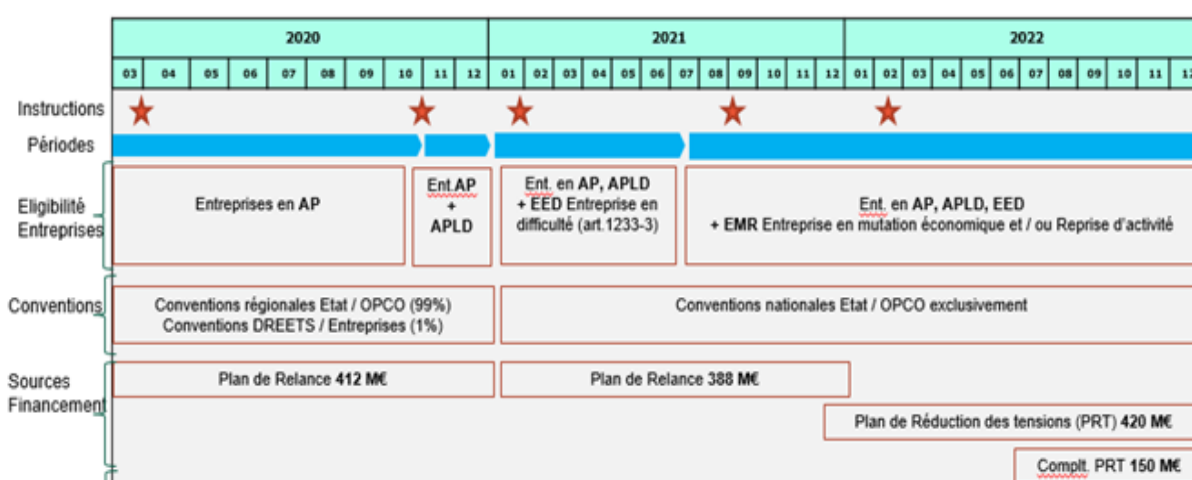 2020 2021 2022
03 04 05 06 07 08 09 10 11 12 01 02 03 04 05 06 07 08 09 10 11 12 01 02 03 04 05 06 07 08 09 10 11 12
Instructions
Périodes
Eligibilité
Entreprises
Entreprises en AP
Ent.AP
+
APLD
Ent. en AP, APLD
+ EED Entreprise en
difficulté (art.1233-3)
Ent. en AP, APLD, EED
+ EMR Entreprise en mutation économique et / ou Reprise d'activité
Conventions
Conventions régionales Etat / OPCO (99%)
Conventions DREETS / Entreprises (1%)
Conventions nationales Etat / OPCO exclusivement
Sources
Financement
Plan de Relance 412 M€
Plan de Relance 388 M€
Plan de Réduction des tensions (PRT) 420 M€
Complt. PRT 150 M€